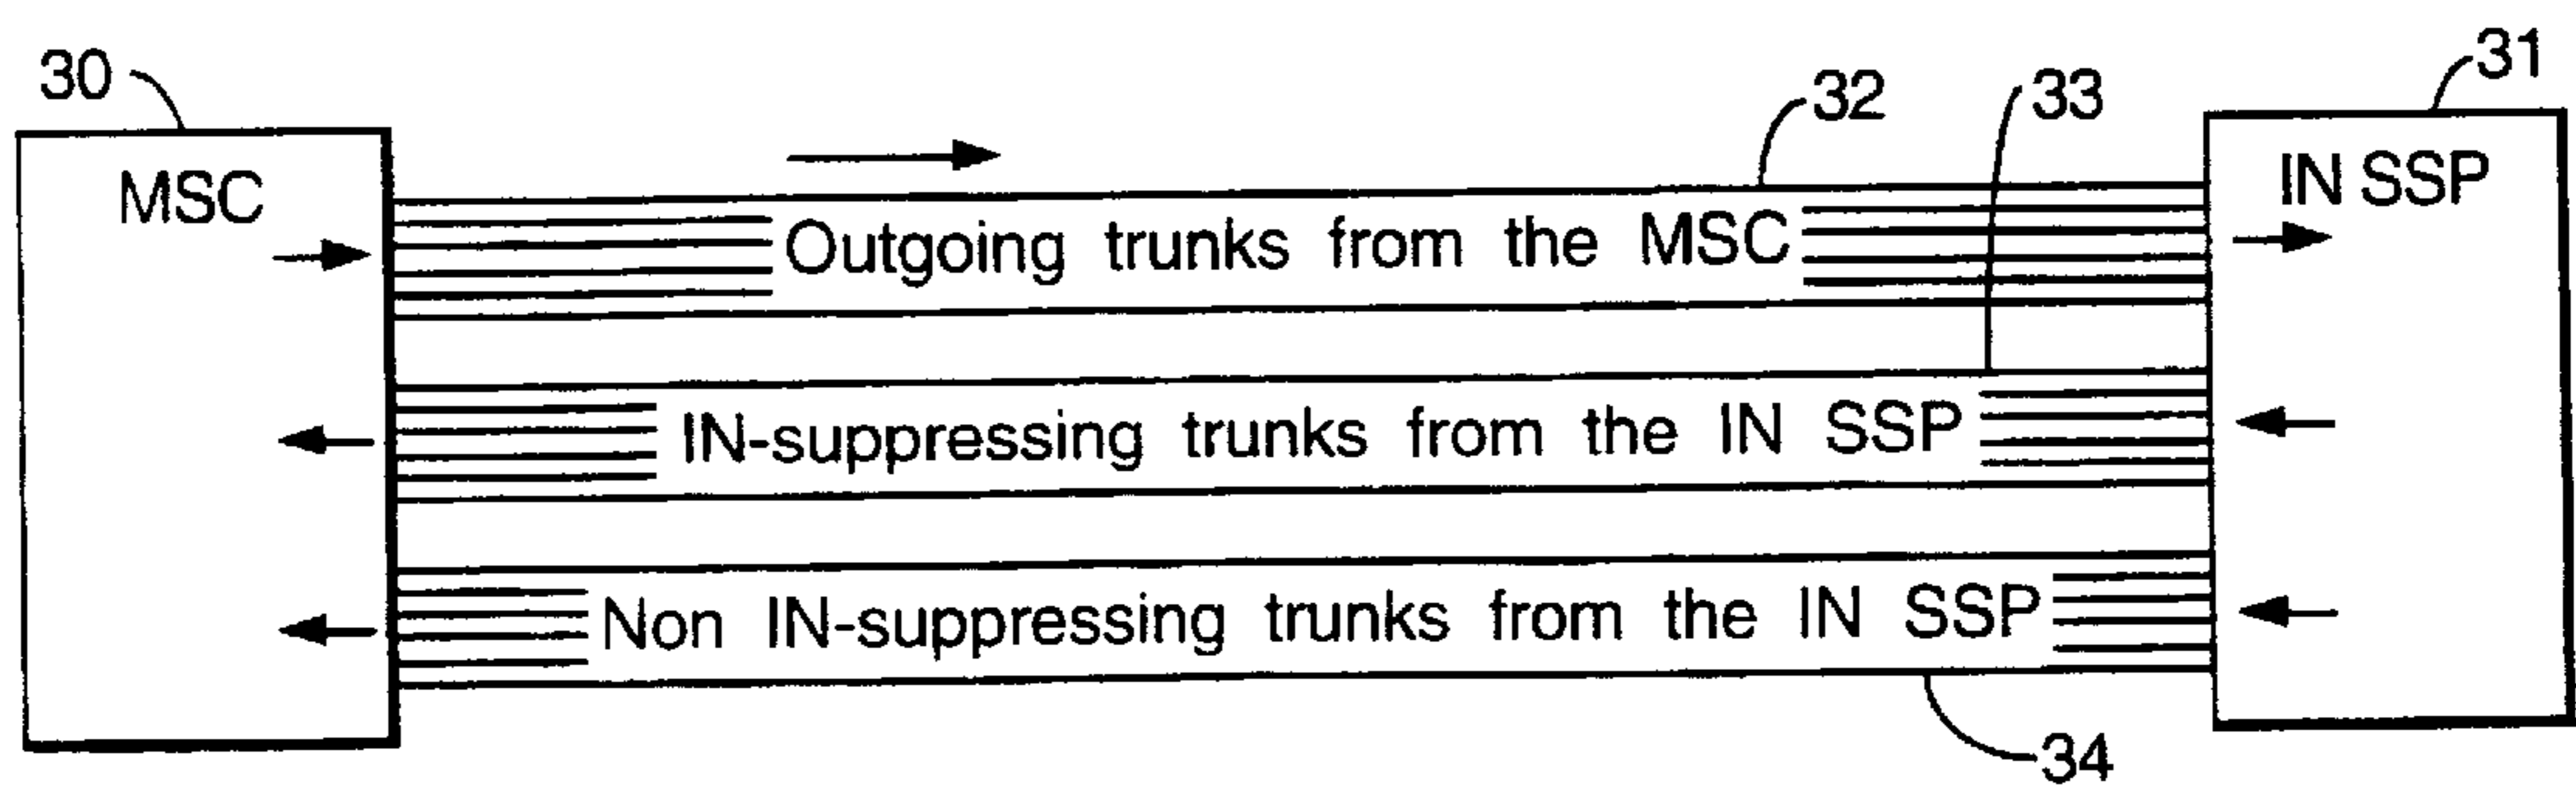 30
31
32
33
MSC
IN SSP
Outgoing trunks from the MSC
IN-suppressing trunks from the IN SSP
Non IN-suppressing trunks from the IN SSP
34